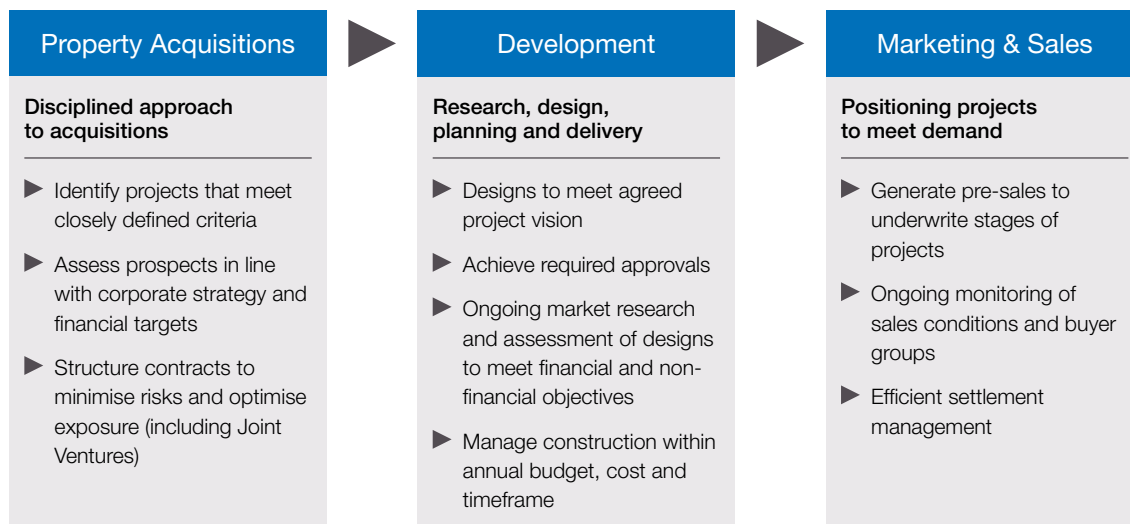 Property Acquisitions
Disciplined approach
to acquisitions
Identify projects that meet
closely defined criteria
Assess prospects in line
with corporate strategy and
financial targets
Structure contracts to
minimise risks and optimise
exposure (including Joint
Ventures)
Development
Research, design,
planning and delivery
Designs to meet agreed
project vision
Achieve required approvals
Ongoing market research
and assessment of designs
to meet financial and non-
financial objectives
Manage construction within
annual budget, cost and
timeframe
Marketing & Sales
Positioning projects
to meet demand
Generate pre-sales to
underwrite stages of
projects
Ongoing monitoring of
sales conditions and buyer
groups
Efficient settlement
management